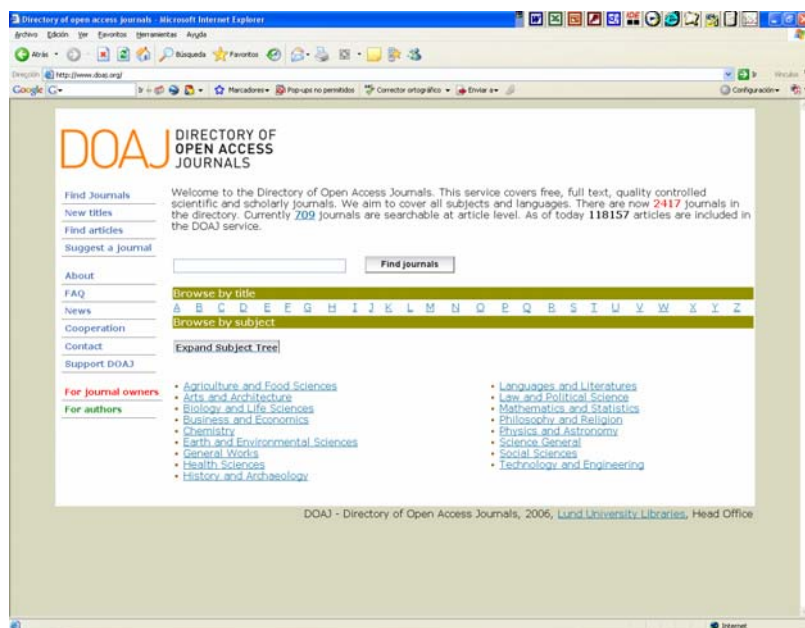 Directory of open access journals - Microsoft Internet Explorer
Archivo Edición Ver Favoritos Herramientas Ayuda
Atrás Búsqueda Favoritos
Dirección http://www.doaj.org/ Vínculos
Google Marcadores Pop-ups no permitidos Corrector ortográfico Enviar a Configuración
DOAJ DIRECTORY OF
OPEN ACCESS
JOURNALS
Find Journals
New titles
Find articles
Suggest a journal
About
FAQ
News
Cooperation
Contact
Support DOAJ
For journal owners
For authors
Welcome to the Directory of Open Access Journals. This service covers free, full text, quality controlled
scientific and scholarly journals. We aim to cover all subjects and languages. There are now 2417 journals in
the directory. Currently 709 journals are searchable at article level. As of today 118157 articles are included in
the DOAJ service.
Find journals
Browse by title
A B C D E F G H I J K L M N O P Q R S T U V W X Y Z
Browse by subject
Expand Subject Tree
Agriculture and Food Sciences
Arts and Architecture
Biology and Life Sciences
Business and Economics
Chemistry
Earth and Environmental Sciences
General Works
Health Sciences
History and Archaeology
Languages and Literatures
Law and Political Science
Mathematics and Statistics
Philosophy and Religion
Physics and Astronomy
Science General
Social Sciences
Technology and Engineering
DOAJ - Directory of Open Access Journals, 2006, Lund University Libraries, Head Office
Internet